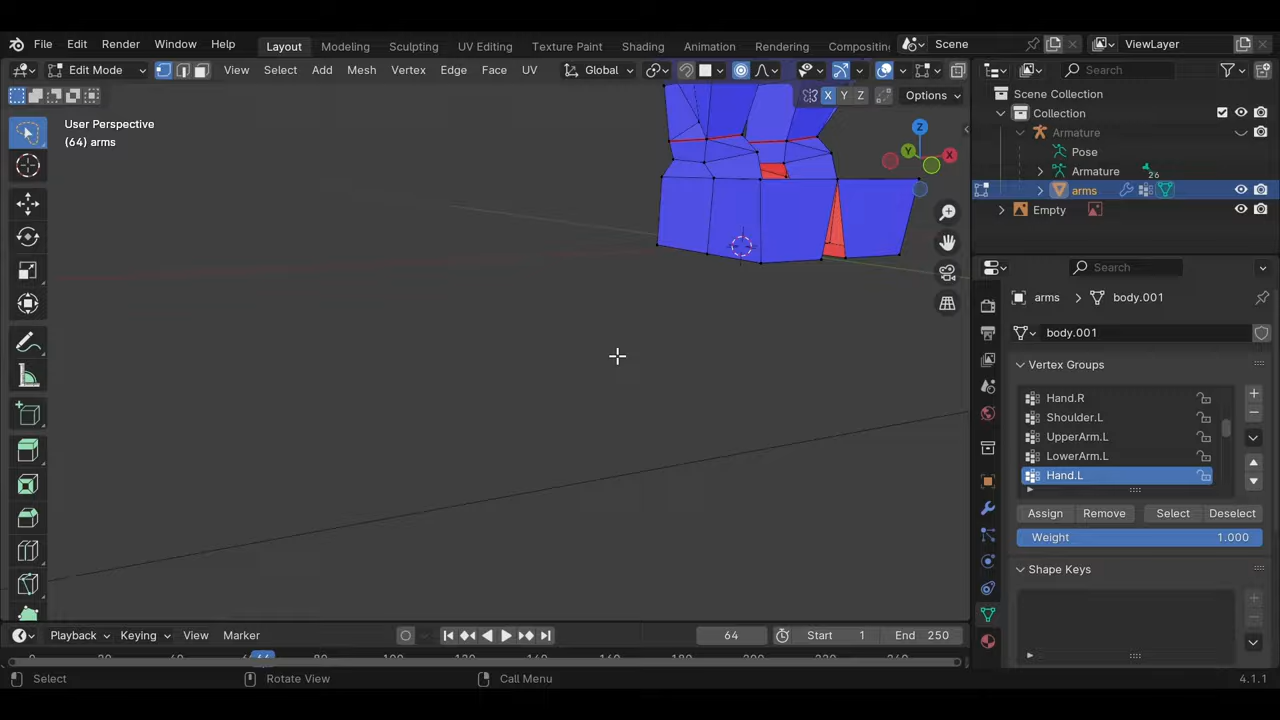 File Edit Render Window Help Layout Modeling Sculpting UV Editing Texture Paint Shading Animation Rendering Compositing Scene ViewLayer
Edit Mode View Select Add Mesh Vertex Edge Face UV Global Search
X Y Z Options
User Perspective
(64) arms
Z
Y X
Scene Collection
Collection
Armature
Pose
Armature 26
arms
Empty
Search
arms > body.001
body.001
Vertex Groups
Hand.R
Shoulder.L
UpperArm.L
LowerArm.L
Hand.L
Assign Remove Select Deselect
Weight 1.000
Shape Keys
Playback Keying View Marker 64 Start 1 End 250
Select Rotate View Call Menu 4.1.1